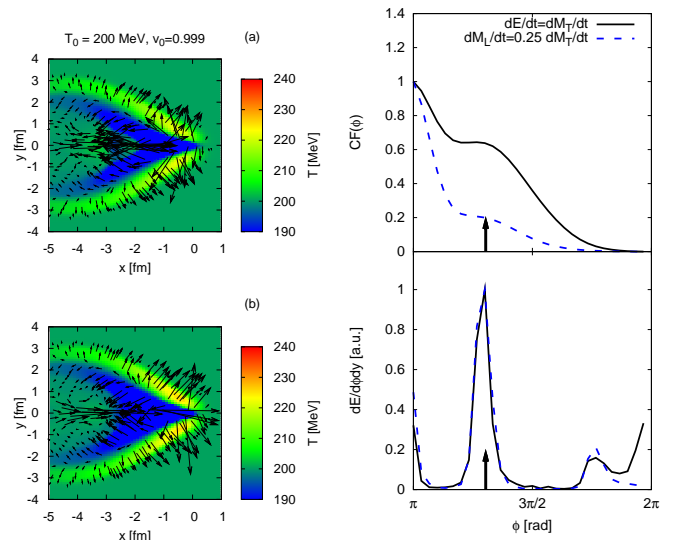 T₀ = 200 MeV, v₀=0.999
(a)
4
3
2
1
0
-1
-2
-3
-4
y [fm]
-5 -4 -3 -2 -1 0 1
x [fm]
240
230
220
210
200
190
T [MeV]
(b)
4
3
2
1
0
-1
-2
-3
-4
y [fm]
-5 -4 -3 -2 -1 0 1
x [fm]
240
230
220
210
200
190
T [MeV]
1.4
1.2
1
0.8
0.6
0.4
0.2
0
CF(ϕ)
dE/dt=dM_T/dt
dM_L/dt=0.25 dM_T/dt
1
0.8
0.6
0.4
0.2
0
dE/dϕdy [a.u.]
π 3π/2 2π
ϕ [rad]